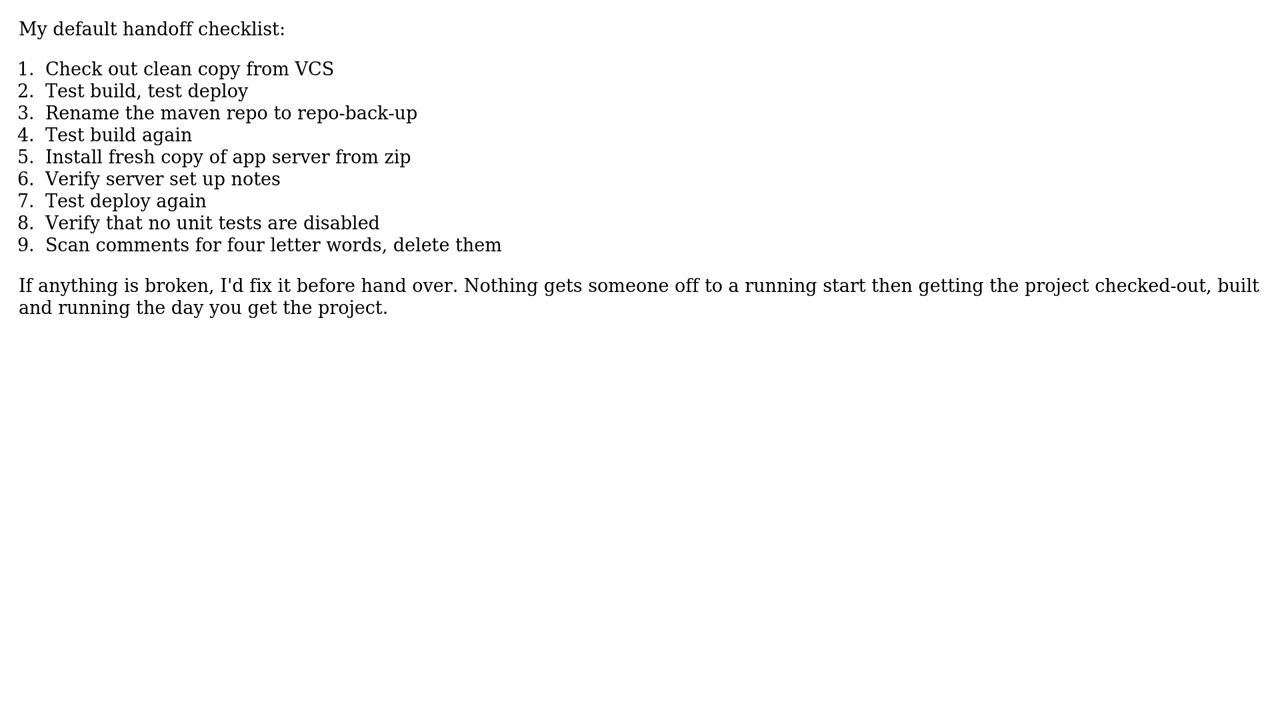 My default handoff checklist:
1. Check out clean copy from VCS
2. Test build, test deploy
3. Rename the maven repo to repo-back-up
4. Test build again
5. Install fresh copy of app server from zip
6. Verify server set up notes
7. Test deploy again
8. Verify that no unit tests are disabled
9. Scan comments for four letter words, delete them
If anything is broken, I'd fix it before hand over. Nothing gets someone off to a running start then getting the project checked-out, built
and running the day you get the project.